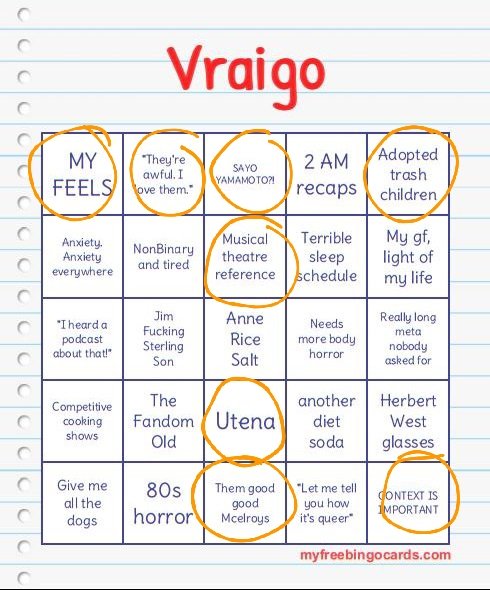 Vraigo
MY
FEELS
"They're
awful. I
love them."
SAYO
YAMAMOTO?!
2 AM
recaps
Adopted
trash
children
Anxiety.
Anxiety
everywhere
NonBinary
and tired
Musical
theatre
reference
Terrible
sleep
schedule
My gf,
light of
my life
"I heard a
podcast
about that!"
Jim
Fucking
Sterling
Son
Anne
Rice
Salt
Needs
more body
horror
Really long
meta
nobody
asked for
Competitive
cooking
shows
The
Fandom
Old
Utena
another
diet
soda
Herbert
West
glasses
Give me
all the
dogs
80s
horror
Them good
good
Mcelroys
"Let me tell
you how
it's queer"
CONTEXT IS
IMPORTANT
myfreebingocards.com